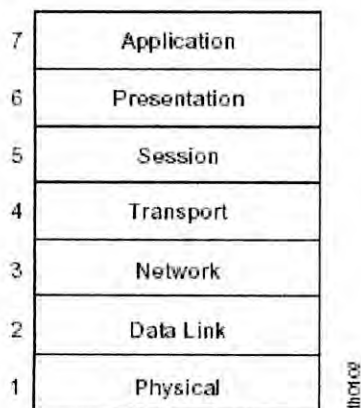 7 Application
6 Presentation
5 Session
4 Transport
3 Network
2 Data Link
1 Physical